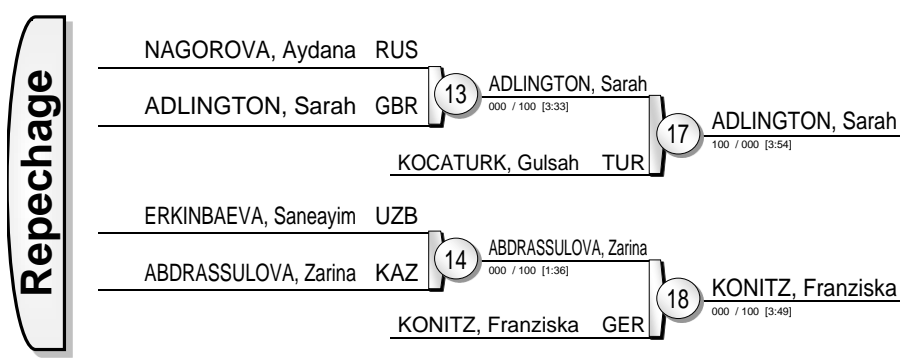 Repechage
NAGOROVA, Aydana RUS
ADLINGTON, Sarah GBR
13
ADLINGTON, Sarah
000 / 100 [3:33]
KOCATURK, Gulsah TUR
17
ADLINGTON, Sarah
100 / 000 [3:54]
ERKINBAEVA, Saneayim UZB
ABDRASSULOVA, Zarina KAZ
14
ABDRASSULOVA, Zarina
000 / 100 [1:36]
KONITZ, Franziska GER
18
KONITZ, Franziska
000 / 100 [3:49]